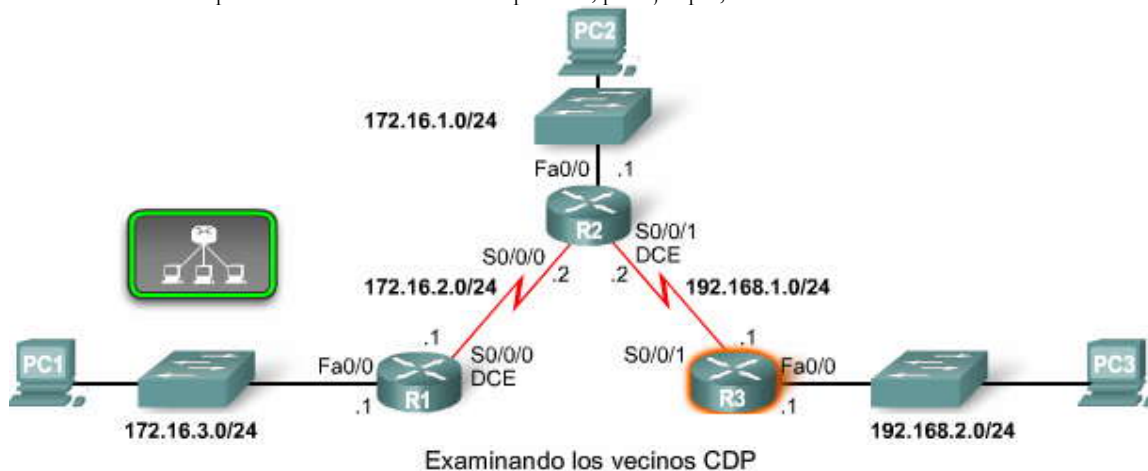 PC2
172.16.1.0/24
Fa0/0 .1
R2
S0/0/1
DCE
S0/0/0
.2
.2
172.16.2.0/24
192.168.1.0/24
.1
.1
PC1
Fa0/0
S0/0/0
DCE
R1
.1
S0/0/1
R3
Fa0/0
.1
PC3
172.16.3.0/24
192.168.2.0/24
Examinando los vecinos CDP